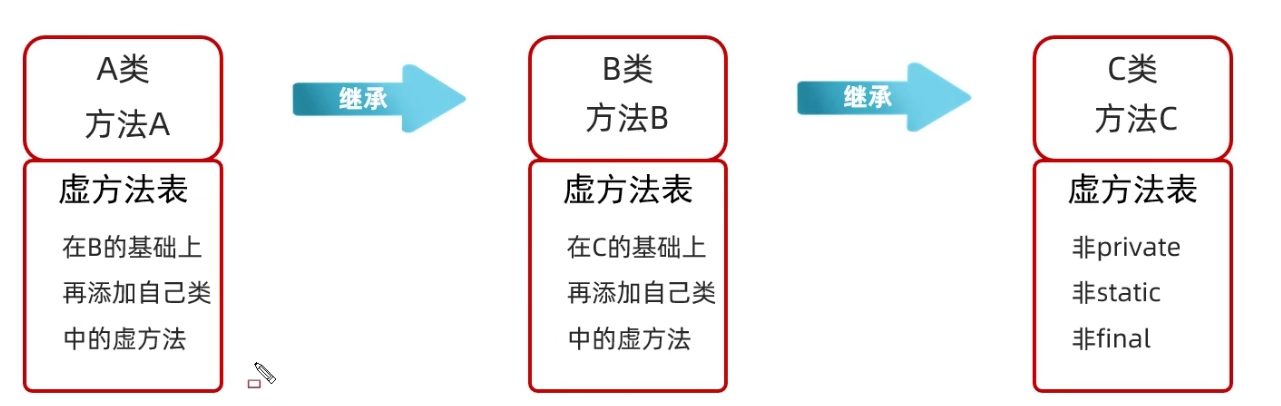 A类
方法A
继承
B类
方法B
继承
C类
方法C
虚方法表
在B的基础上
再添加自己类
中的虚方法
虚方法表
在C的基础上
再添加自己类
中的虚方法
虚方法表
非private
非static
非final